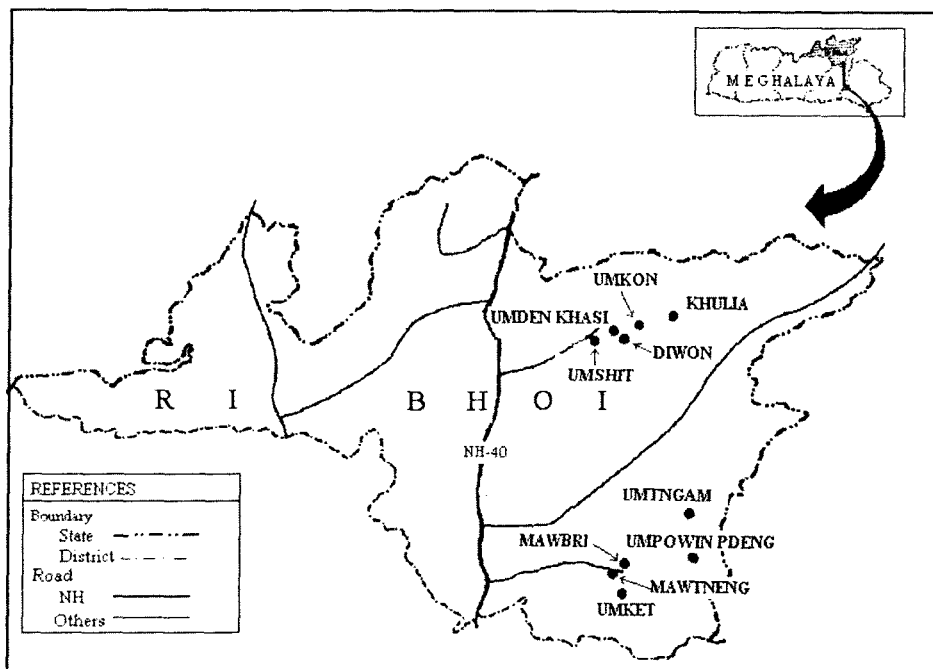 MEGHALAYA
UMKON
KHULIA
UMDEN KHASI
DIWON
UMSHIT
R I B H O I
NH-40
REFERENCES
Boundary
State
District
Road
NH
Others
UMTNGAM
MAWBRI
UMPOWIN PDENG
MAWTNENG
UMKET